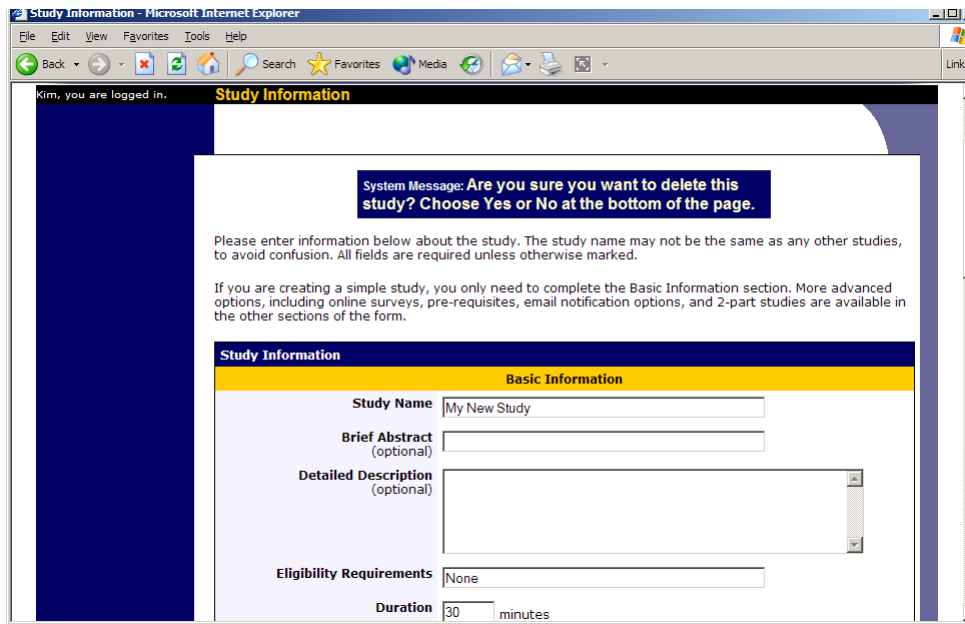 Study Information - Microsoft Internet Explorer
File Edit View Favorites Tools Help
Back Search Favorites Media Link
Kim, you are logged in. Study Information
System Message: Are you sure you want to delete this
study? Choose Yes or No at the bottom of the page.
Please enter information below about the study. The study name may not be the same as any other studies,
to avoid confusion. All fields are required unless otherwise marked.
If you are creating a simple study, you only need to complete the Basic Information section. More advanced
options, including online surveys, pre-requisites, email notification options, and 2-part studies are available in
the other sections of the form.
Study Information
Basic Information
Study Name My New Study
Brief Abstract
(optional)
Detailed Description
(optional)
Eligibility Requirements None
Duration 30 minutes